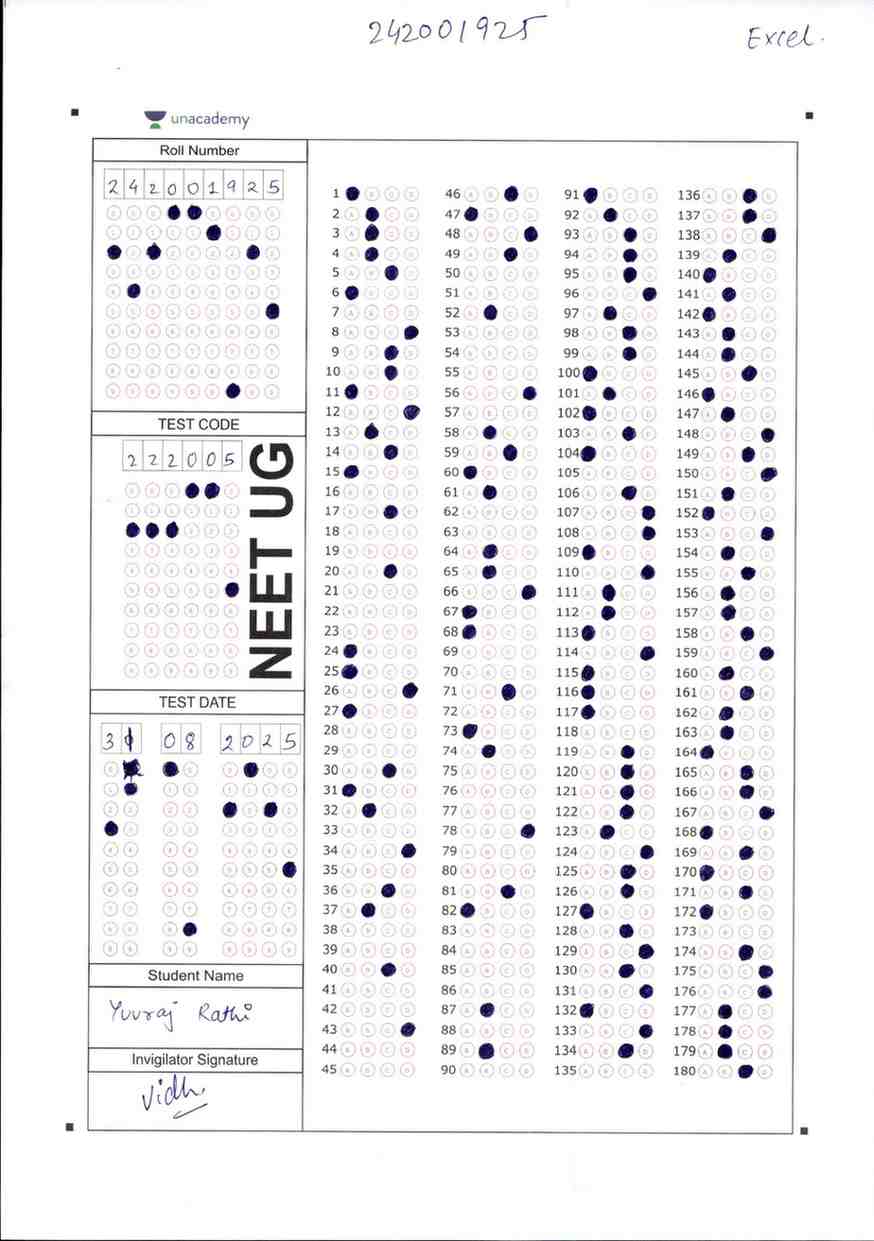 242001925
Excel.
unacademy
Roll Number
2 4 2 0 0 1 9 2 5
TEST CODE
2 2 2 0 0 5
NEET UG
TEST DATE
3 1 0 8 2 0 2 5
Student Name
Yuvraj Rathi
Invigilator Signature
Vidhi
1 46 91 136
2 47 92 137
3 48 93 138
4 49 94 139
5 50 95 140
6 51 96 141
7 52 97 142
8 53 98 143
9 54 99 144
10 55 100 145
11 56 101 146
12 57 102 147
13 58 103 148
14 59 104 149
15 60 105 150
16 61 106 151
17 62 107 152
18 63 108 153
19 64 109 154
20 65 110 155
21 66 111 156
22 67 112 157
23 68 113 158
24 69 114 159
25 70 115 160
26 71 116 161
27 72 117 162
28 73 118 163
29 74 119 164
30 75 120 165
31 76 121 166
32 77 122 167
33 78 123 168
34 79 124 169
35 80 125 170
36 81 126 171
37 82 127 172
38 83 128 173
39 84 129 174
40 85 130 175
41 86 131 176
42 87 132 177
43 88 133 178
44 89 134 179
45 90 135 180